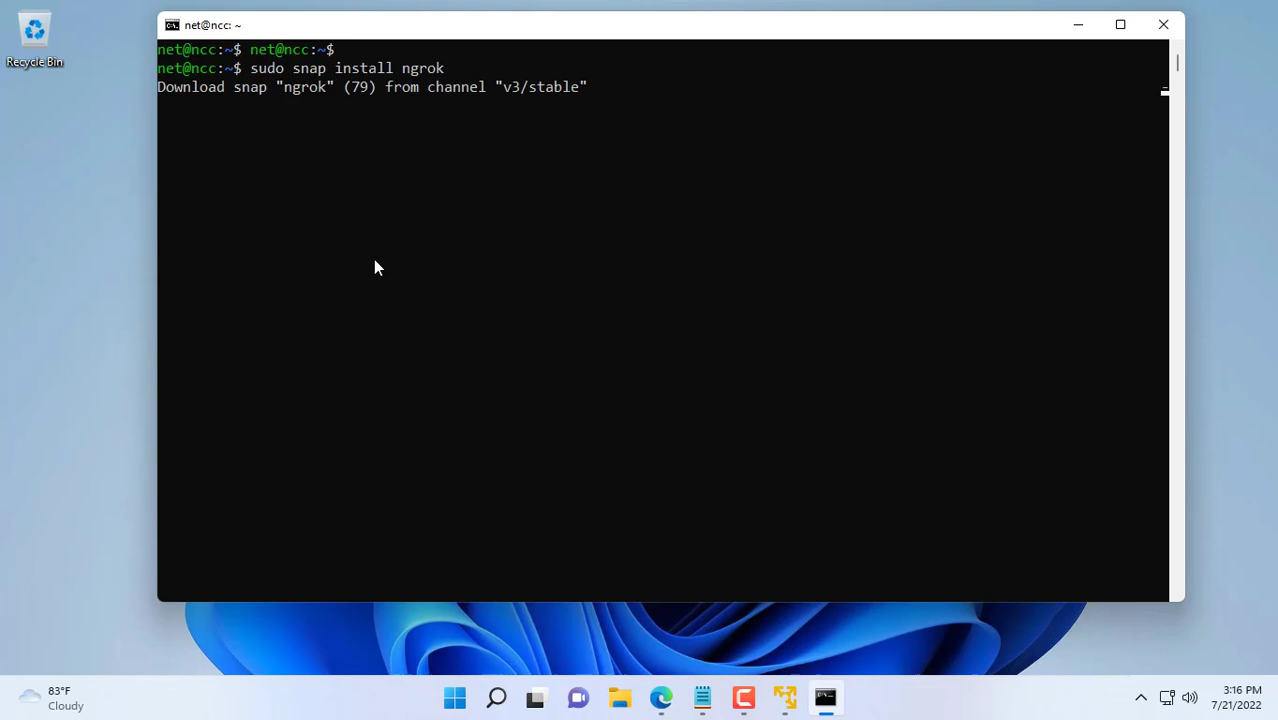 net@ncc: ~
Recycle Bin
net@ncc:~$ net@ncc:~$
net@ncc:~$ sudo snap install ngrok
Download snap "ngrok" (79) from channel "v3/stable"
83°F
Cloudy
3:16 PM
7/21/2022